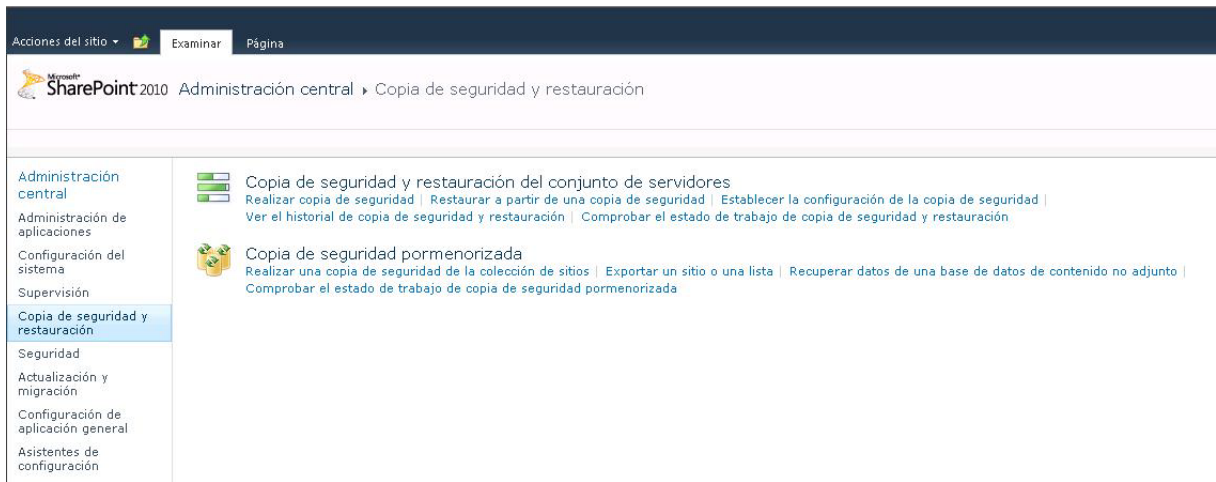 Acciones del sitio
Examinar
Página
Microsoft
SharePoint 2010 Administración central Copia de seguridad y restauración
Administración
central
Administración de
aplicaciones
Configuración del
sistema
Supervisión
Copia de seguridad y
restauración
Seguridad
Actualización y
migración
Configuración de
aplicación general
Asistentes de
configuración
Copia de seguridad y restauración del conjunto de servidores
Realizar copia de seguridad | Restaurar a partir de una copia de seguridad | Establecer la configuración de la copia de seguridad |
Ver el historial de copia de seguridad y restauración | Comprobar el estado de trabajo de copia de seguridad y restauración
Copia de seguridad pormenorizada
Realizar una copia de seguridad de la colección de sitios | Exportar un sitio o una lista | Recuperar datos de una base de datos de contenido no adjunto |
Comprobar el estado de trabajo de copia de seguridad pormenorizada